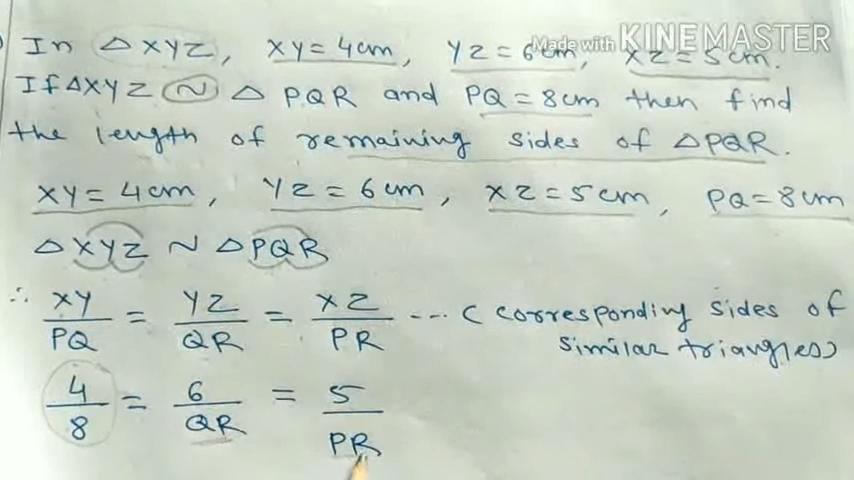 Made with KINEMASTER
In △ XYZ, XY = 4cm, YZ = 6cm, XZ = 5cm.
If △XYZ ~ △ PQR and PQ = 8cm then find
the length of remaining sides of △PQR.
XY = 4cm, YZ = 6cm, XZ = 5cm, PQ = 8cm
△XYZ ~ △PQR
∴ XY/PQ = YZ/QR = XZ/PR --- ( corresponding sides of
similar triangles)
4/8 = 6/QR = 5/PR